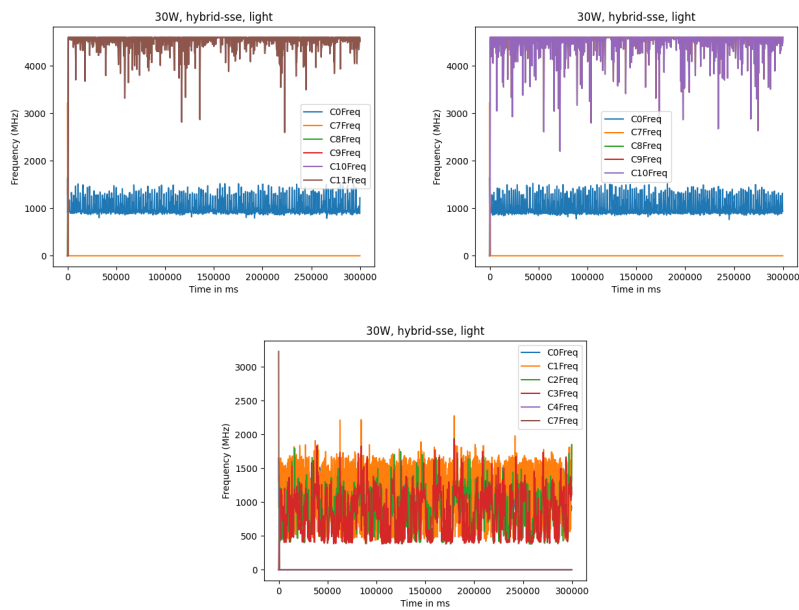 30W, hybrid-sse, light
Frequency (MHz)
4000
3000
2000
1000
0
C0Freq
C7Freq
C8Freq
C9Freq
C10Freq
C11Freq
0 50000 100000 150000 200000 250000 300000
Time in ms
30W, hybrid-sse, light
Frequency (MHz)
4000
3000
2000
1000
0
C0Freq
C7Freq
C8Freq
C9Freq
C10Freq
0 50000 100000 150000 200000 250000 300000
Time in ms
30W, hybrid-sse, light
Frequency (MHz)
3000
2500
2000
1500
1000
500
0
C0Freq
C1Freq
C2Freq
C3Freq
C4Freq
C7Freq
0 50000 100000 150000 200000 250000 300000
Time in ms